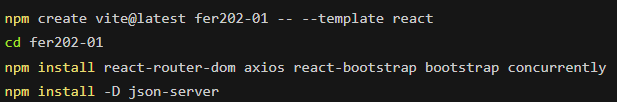 npm create vite@latest fer202-01 -- --template react
cd fer202-01
npm install react-router-dom axios react-bootstrap bootstrap concurrently
npm install -D json-server